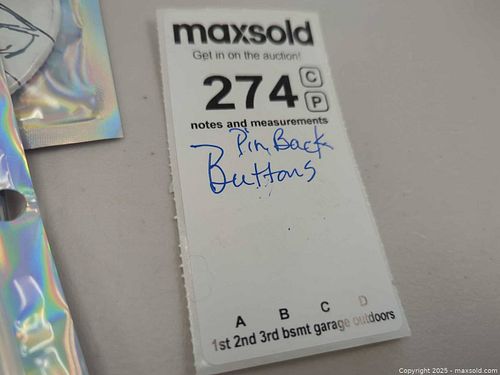 maxsold
Get in on the auction!
274 C
P
notes and measurements
Pin Back
Buttons
A B C D
1st 2nd 3rd bsmt garage outdoors
Copyright 2025 - maxsold.com